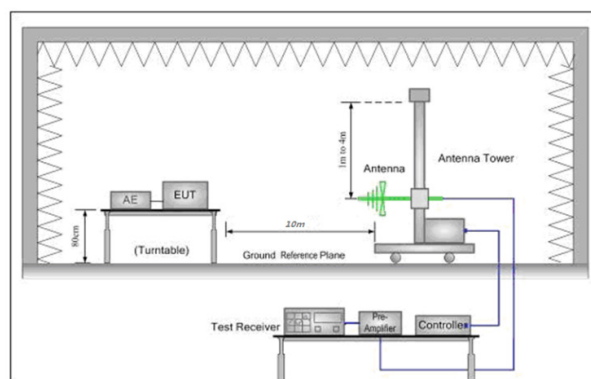 1m to 4m
Antenna
Antenna Tower
AE
EUT
80cm
(Turntable)
10m
Ground Reference Plane
Test Receiver
Pre-
Amplifier
Controller